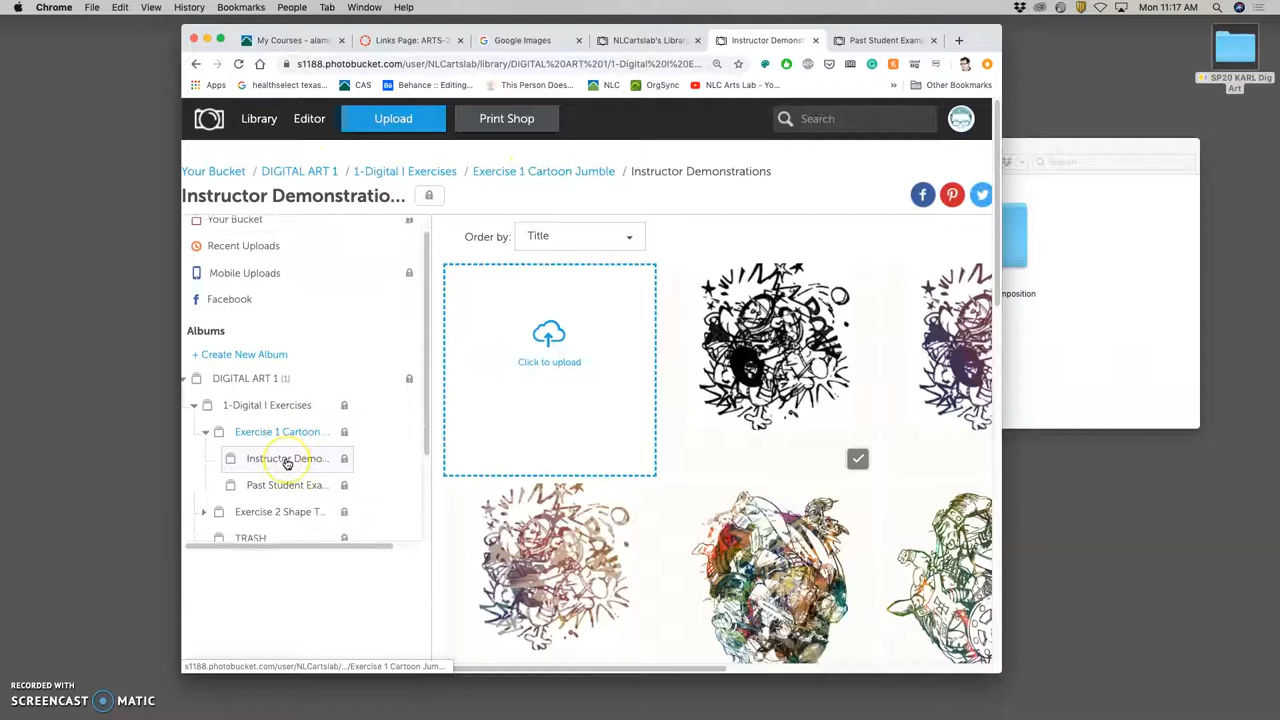 Chrome File Edit View History Bookmarks People Tab Window Help Mon 11:17 AM
My Courses - alam Links Page: ARTS-2 Google Images NLCartslab's Libra Instructor Demonst Past Student Exam
s1188.photobucket.com/user/NLCartslab/library/DIGITAL%20ART%201/1-Digital%20I%20E...
Apps healthselect texas... CAS Behance :: Editing... This Person Does... NLC OrgSync NLC Arts Lab - Yo... » Other Bookmarks
SP20 KARL Dig
Art
Library Editor Upload Print Shop Search
Search
Your Bucket / DIGITAL ART 1 / 1-Digital I Exercises / Exercise 1 Cartoon Jumble / Instructor Demonstrations
Instructor Demonstratio...
Your Bucket
Order by: Title
Recent Uploads
Mobile Uploads
Facebook
mposition
Albums
+ Create New Album
Click to upload
DIGITAL ART 1 (1)
1-Digital I Exercises
Exercise 1 Cartoon ...
Instructor Demo...
Past Student Exa...
Exercise 2 Shape T...
TRASH
s1188.photobucket.com/user/NLCartslab/.../Exercise 1 Cartoon Jum...
RECORDED WITH
SCREENCAST MATIC